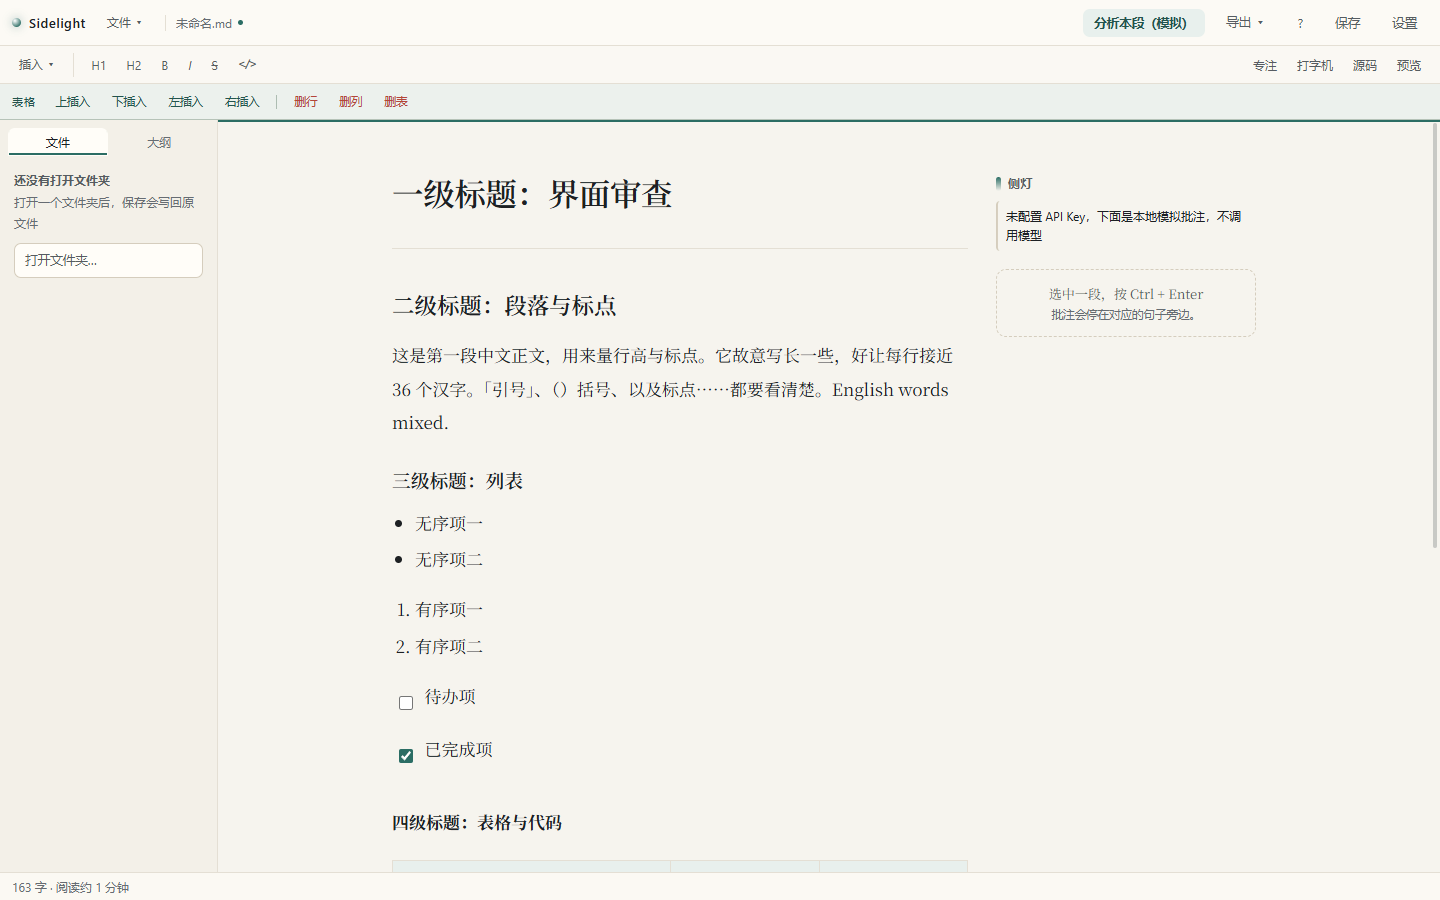 Sidelight 文件 未命名.md 分析本段（模拟） 导出 ? 保存 设置
插入 H1 H2 B I S </> 专注 打字机 源码 预览
表格 上插入 下插入 左插入 右插入 删行 删列 删表
文件 大纲
还没有打开文件夹
打开一个文件夹后，保存会写回原
文件
打开文件夹...
一级标题：界面审查
二级标题：段落与标点
这是第一段中文正文，用来量行高与标点。它故意写长一些，好让每行接近
36 个汉字。「引号」、（）括号、以及标点……都要看清楚。English words
mixed.
三级标题：列表
无序项一
无序项二
1. 有序项一
2. 有序项二
待办项
已完成项
四级标题：表格与代码
侧灯
未配置 API Key，下面是本地模拟批注，不调
用模型
选中一段，按 Ctrl + Enter
批注会停在对应的句子旁边。
163 字 · 阅读约 1 分钟